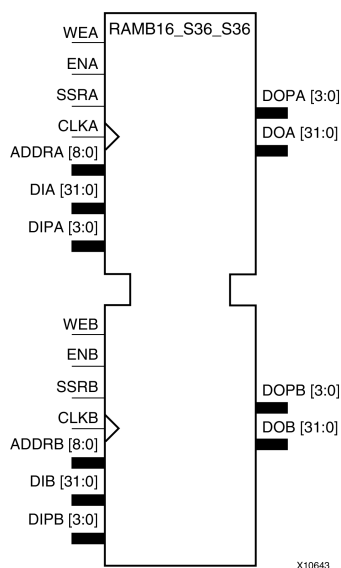 WEA
RAMB16_S36_S36
ENA
SSRA
CLKA
ADDRA [8:0]
DIA [31:0]
DIPA [3:0]
DOPA [3:0]
DOA [31:0]
WEB
ENB
SSRB
CLKB
ADDRB [8:0]
DIB [31:0]
DIPB [3:0]
DOPB [3:0]
DOB [31:0]
X10643